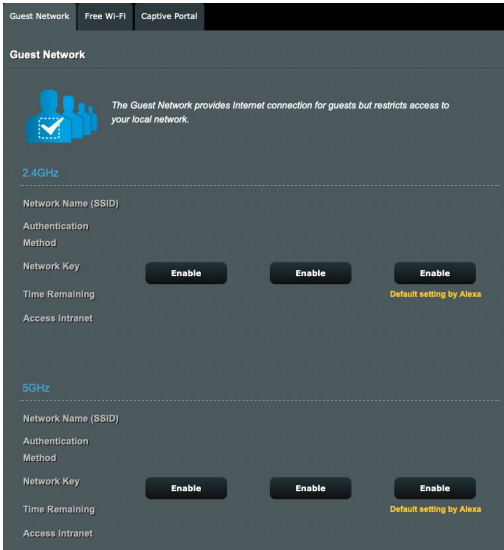 Guest Network Free Wi-Fi Captive Portal
Guest Network
The Guest Network provides Internet connection for guests but restricts access to
your local network.
2.4GHz
Network Name (SSID)
Authentication
Method
Network Key
Enable Enable Enable
Time Remaining
Default setting by Alexa
Access Intranet
5GHz
Network Name (SSID)
Authentication
Method
Network Key
Enable Enable Enable
Time Remaining
Default setting by Alexa
Access Intranet